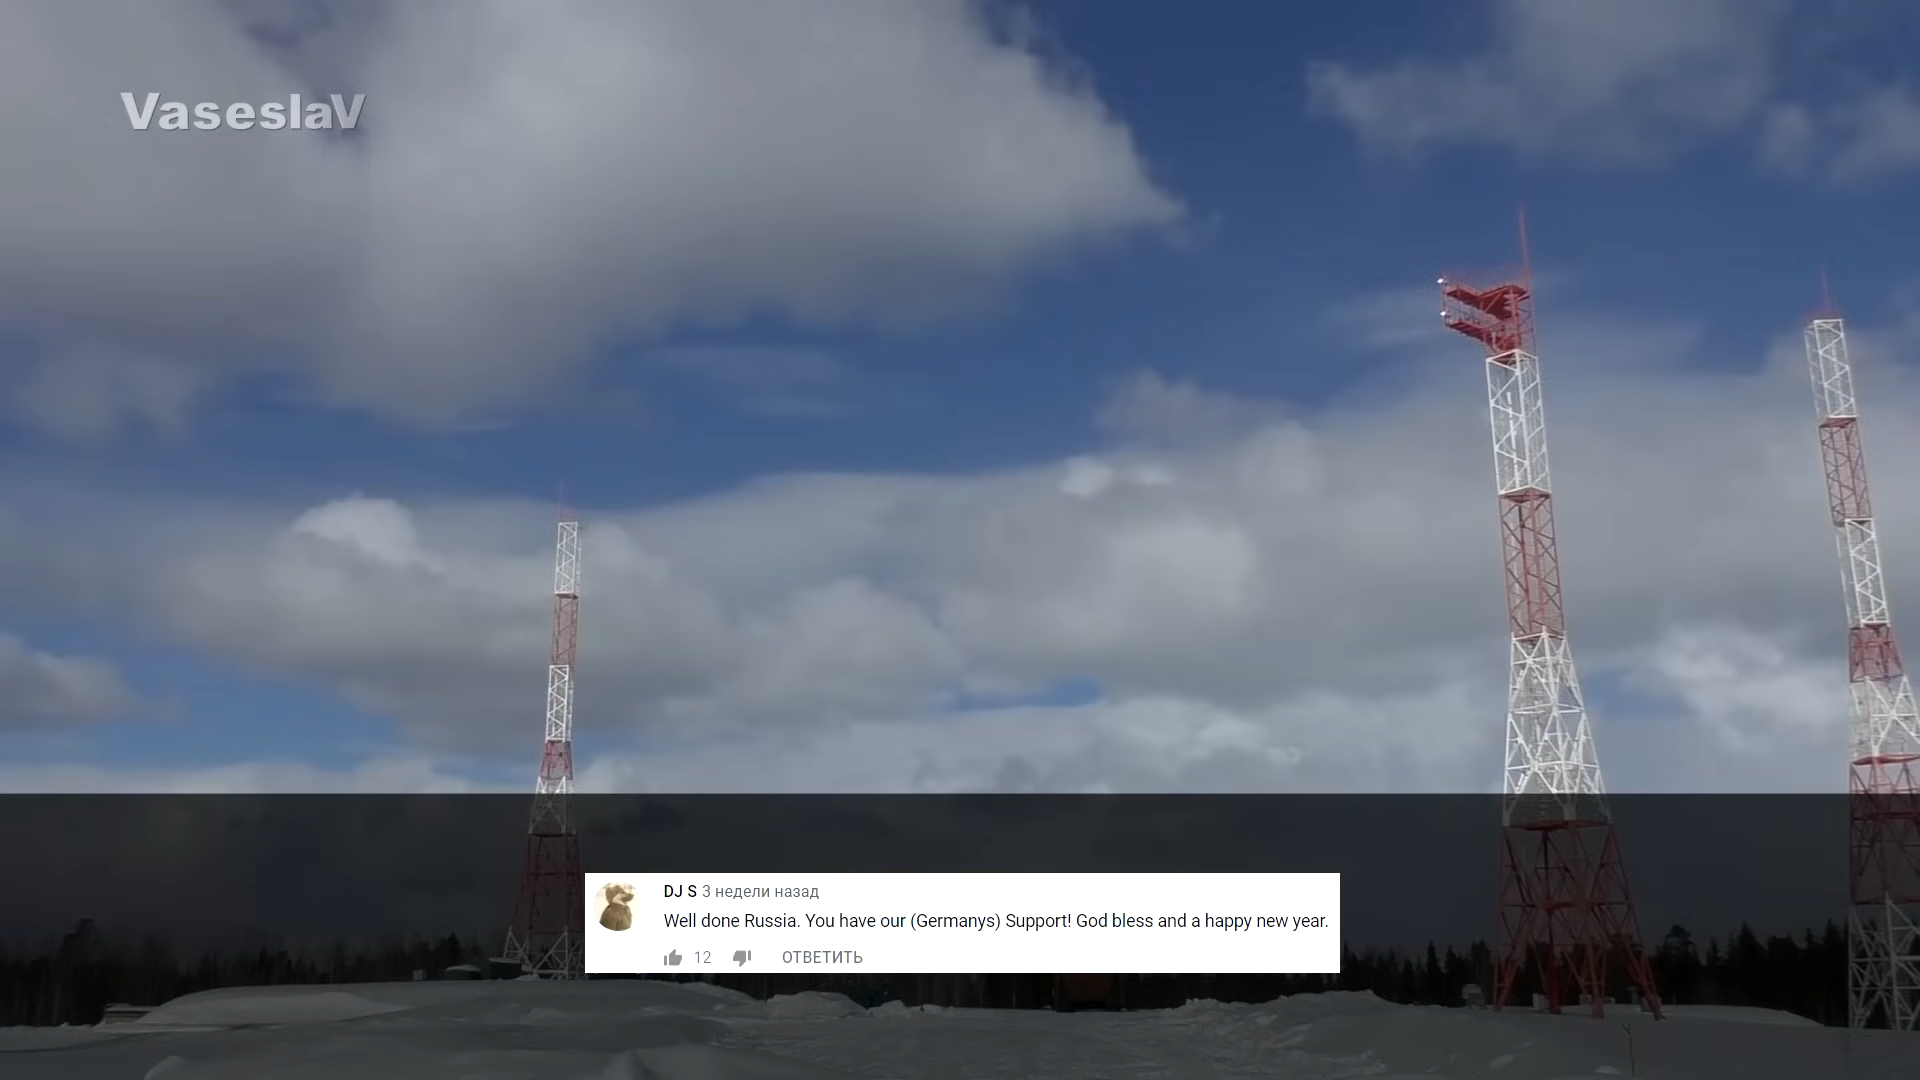 VaseslaV
DJ S 3 недели назад
Well done Russia. You have our (Germanys) Support! God bless and a happy new year.
12
ОТВЕТИТЬ